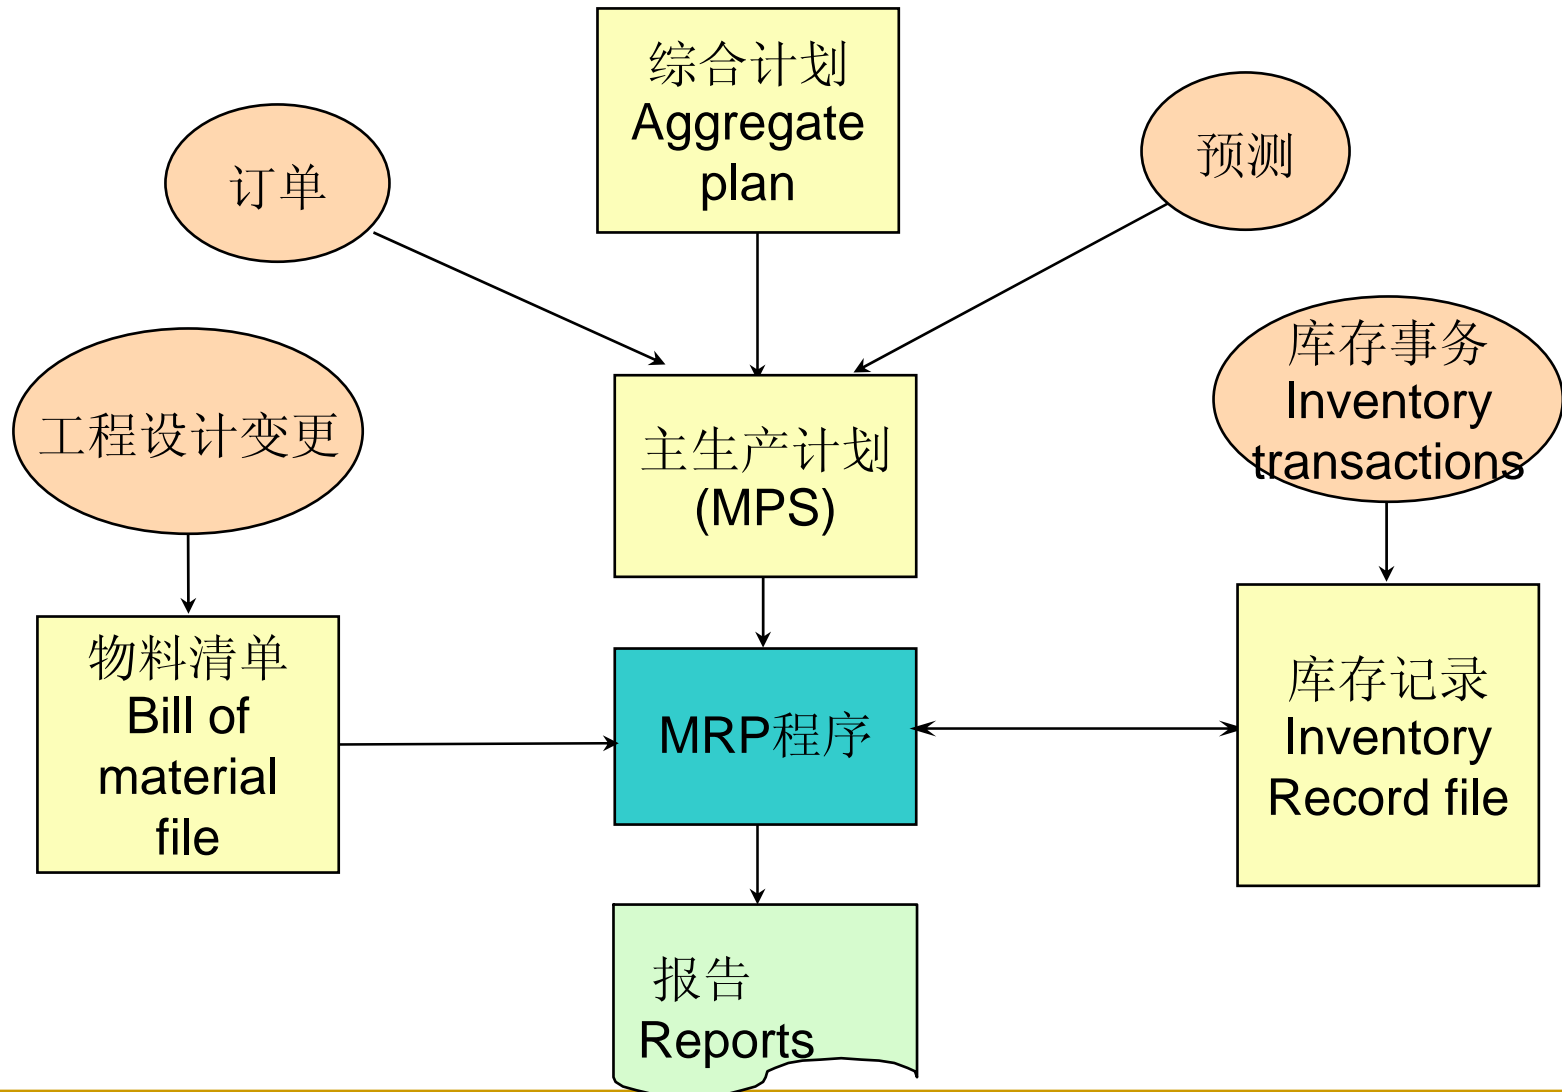 综合计划
Aggregate
plan
订单
预测
工程设计变更
主生产计划
(MPS)
库存事务
Inventory
transactions
物料清单
Bill of
material
file
MRP程序
库存记录
Inventory
Record file
报告
Reports